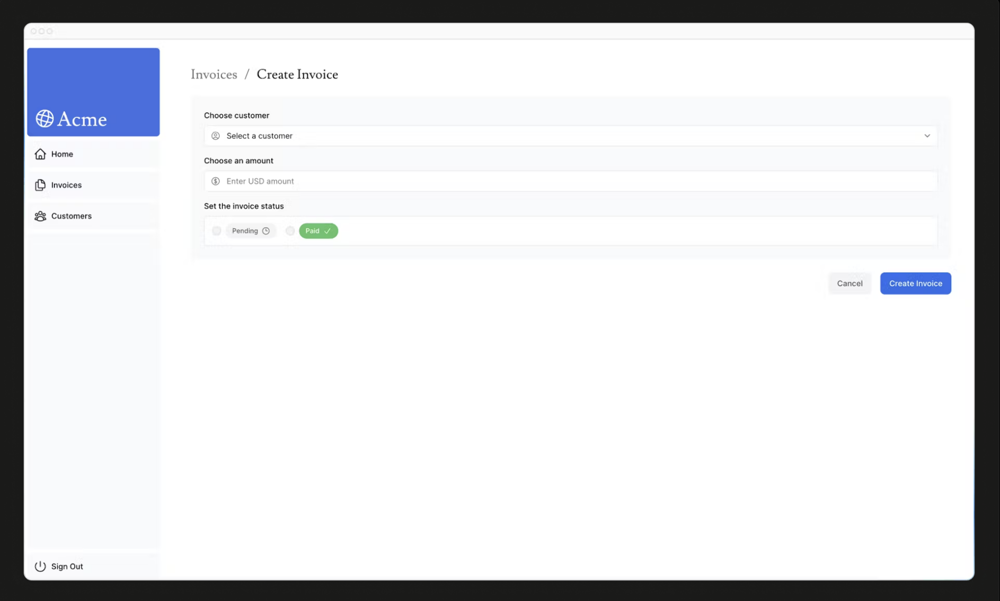 Acme
Home
Invoices
Customers
Sign Out
Invoices / Create Invoice
Choose customer
Select a customer
Choose an amount
Enter USD amount
Set the invoice status
Pending
Paid
Cancel
Create Invoice